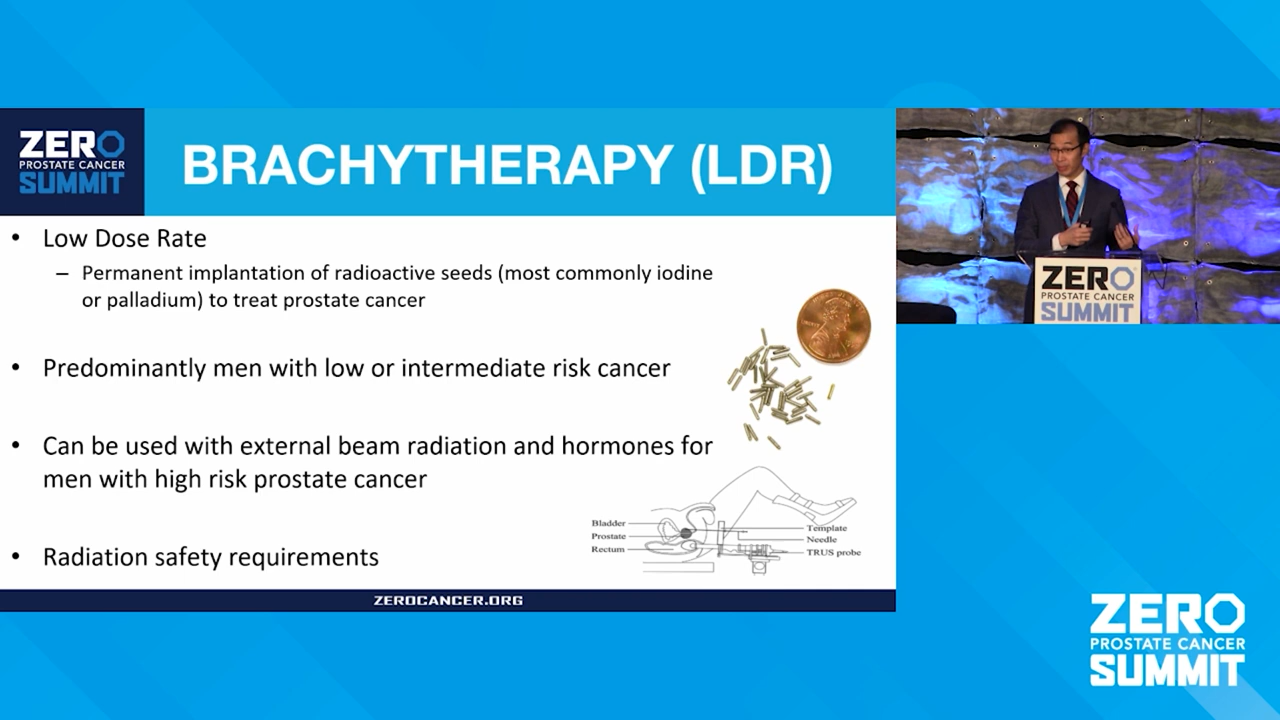 ZERO
PROSTATE CANCER
SUMMIT
BRACHYTHERAPY (LDR)
• Low Dose Rate
– Permanent implantation of radioactive seeds (most commonly iodine
or palladium) to treat prostate cancer
• Predominantly men with low or intermediate risk cancer
• Can be used with external beam radiation and hormones for
men with high risk prostate cancer
• Radiation safety requirements
Bladder
Prostate
Rectum
Template
Needle
TRUS probe
ZEROCANCER.ORG
ZERO
PROSTATE CANCER
SUMMIT
ZERO
PROSTATE CANCER
SUMMIT